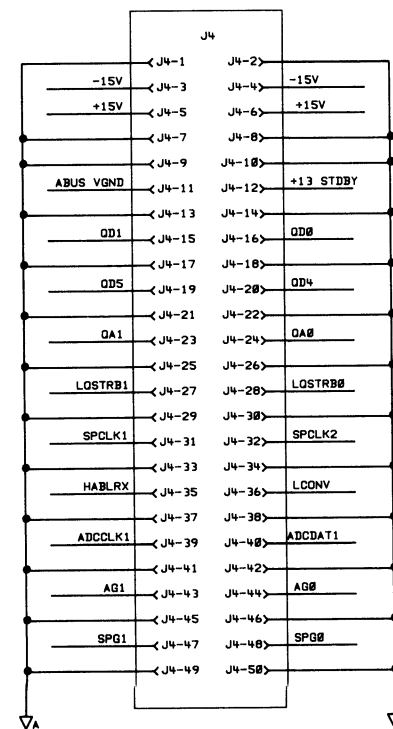 J4
J4-1 J4-2
-15V J4-3 J4-4 -15V
+15V J4-5 J4-6 +15V
J4-7 J4-8
J4-9 J4-10
ABUS VGND J4-11 J4-12 +13 STDBY
J4-13 J4-14
QD1 J4-15 J4-16 QD0
J4-17 J4-18
QD5 J4-19 J4-20 QD4
J4-21 J4-22
QA1 J4-23 J4-24 QA0
J4-25 J4-26
LQSTRB1 J4-27 J4-28 LQSTRB0
J4-29 J4-30
SPCLK1 J4-31 J4-32 SPCLK2
J4-33 J4-34
HABLRX J4-35 J4-36 LCONV
J4-37 J4-38
ADCCLK1 J4-39 J4-40 ADCDAT1
J4-41 J4-42
AG1 J4-43 J4-44 AG0
J4-45 J4-46
SPG1 J4-47 J4-48 SPG0
J4-49 J4-50
A